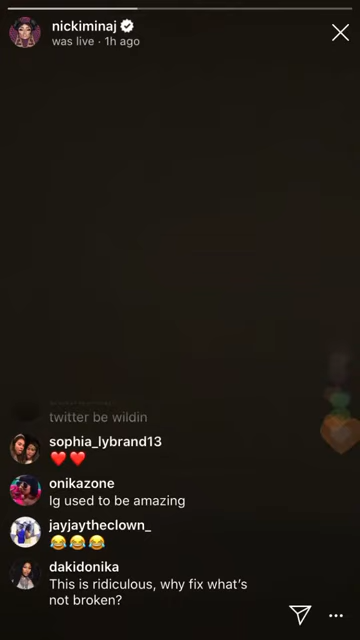 nickiminaj
was live · 1h ago
twitter be wildin
sophia_lybrand13
❤️❤️
onikazone
Ig used to be amazing
jayjaytheclown_
😂😂😂
dakidonika
This is ridiculous, why fix what's
not broken?